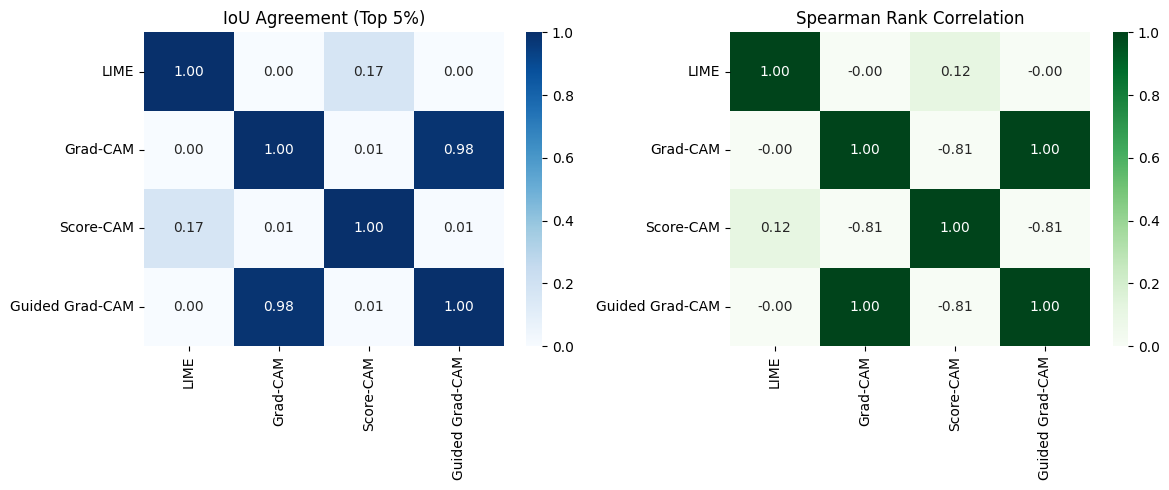 IoU Agreement (Top 5%)
LIME 1.00 0.00 0.17 0.00
Grad-CAM 0.00 1.00 0.01 0.98
Score-CAM 0.17 0.01 1.00 0.01
Guided Grad-CAM 0.00 0.98 0.01 1.00
LIME
Grad-CAM
Score-CAM
Guided Grad-CAM
1.0
0.8
0.6
0.4
0.2
0.0
Spearman Rank Correlation
LIME 1.00 -0.00 0.12 -0.00
Grad-CAM -0.00 1.00 -0.81 1.00
Score-CAM 0.12 -0.81 1.00 -0.81
Guided Grad-CAM -0.00 1.00 -0.81 1.00
LIME
Grad-CAM
Score-CAM
Guided Grad-CAM
1.0
0.8
0.6
0.4
0.2
0.0